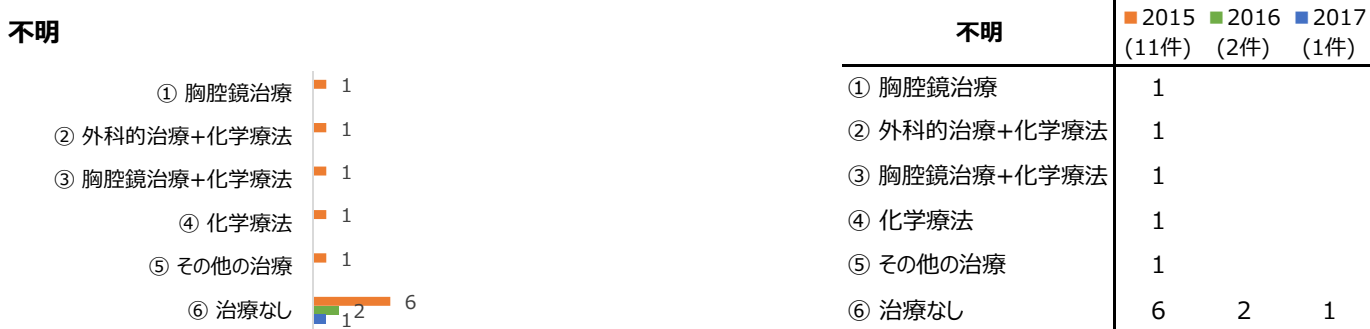 不明
① 胸腔鏡治療 1
② 外科的治療+化学療法 1
③ 胸腔鏡治療+化学療法 1
④ 化学療法 1
⑤ その他の治療 1
⑥ 治療なし 6
2
1
不明 2015 2016 2017
(11件) (2件) (1件)
① 胸腔鏡治療 1
② 外科的治療+化学療法 1
③ 胸腔鏡治療+化学療法 1
④ 化学療法 1
⑤ その他の治療 1
⑥ 治療なし 6 2 1